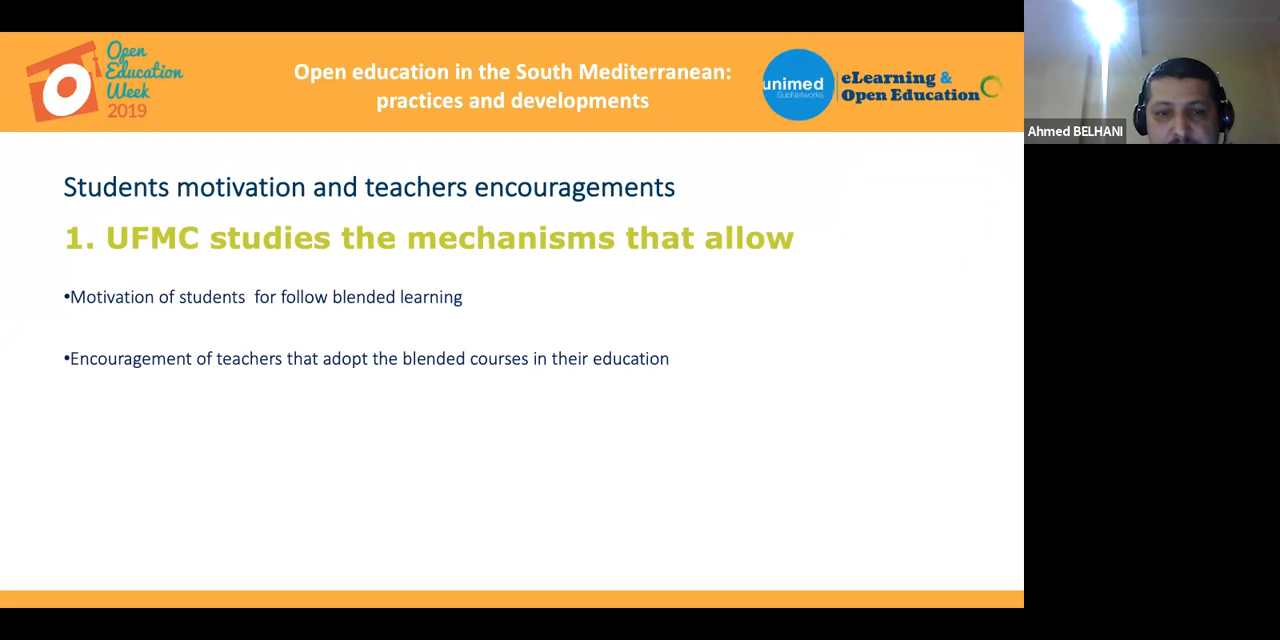 Open
Education
Week
2019
Open education in the South Mediterranean:
practices and developments
unimed
SubNetworks
eLearning &
Open Education
Ahmed BELHANI
Students motivation and teachers encouragements
1. UFMC studies the mechanisms that allow
•Motivation of students  for follow blended learning
•Encouragement of teachers that adopt the blended courses in their education